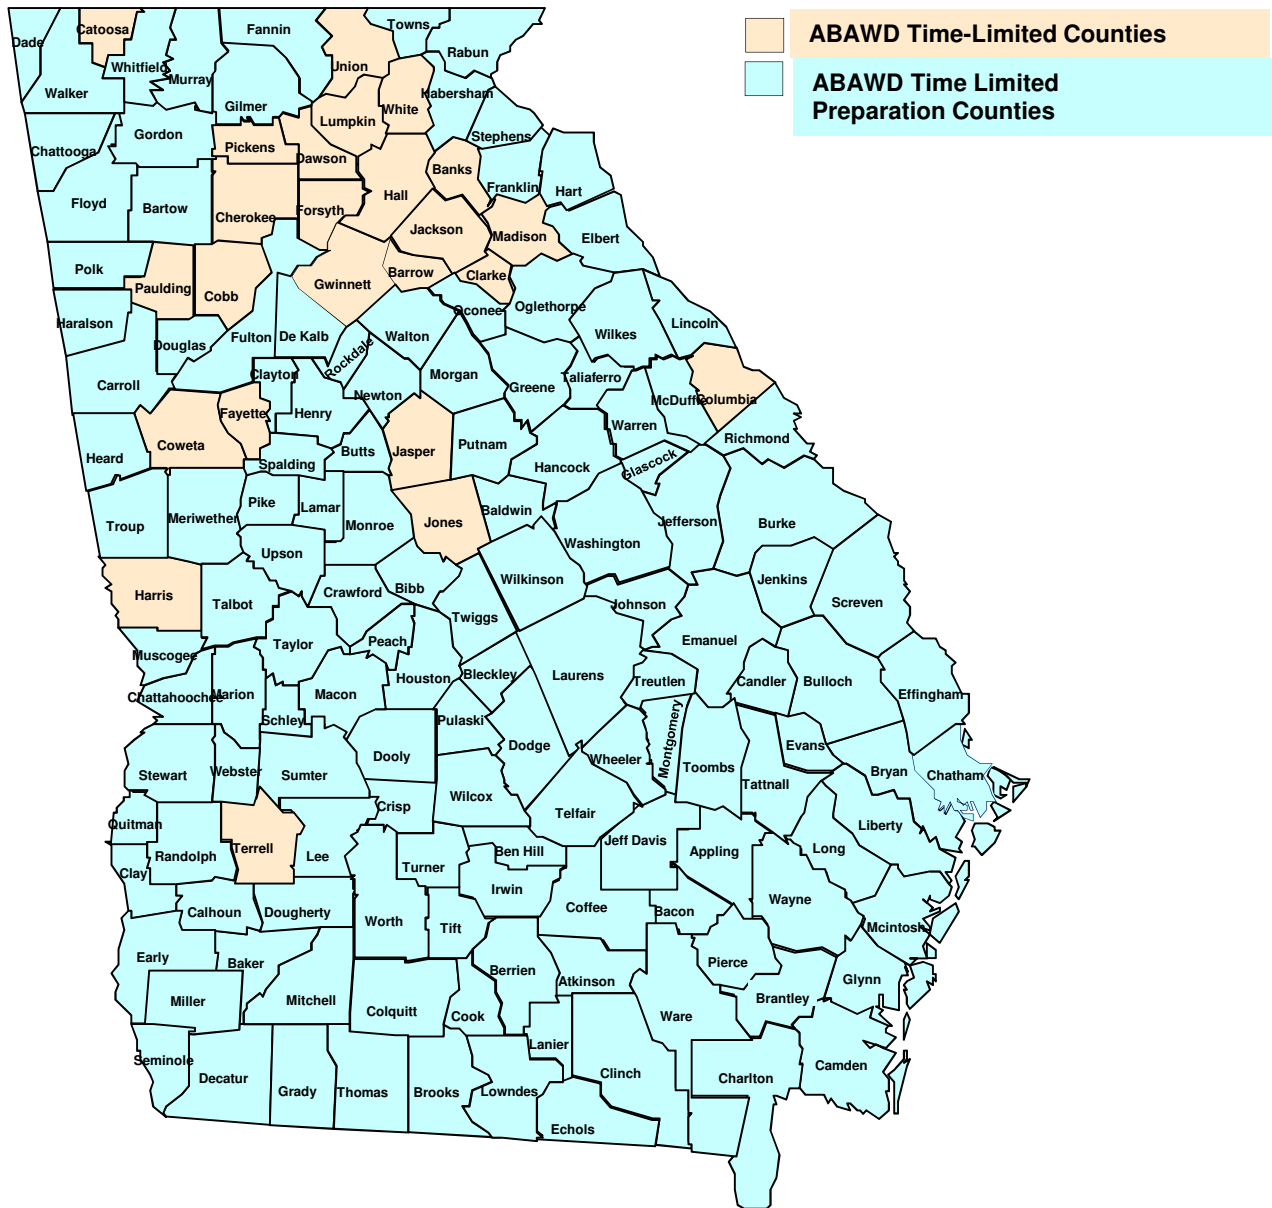 ABAWD Time-Limited Counties
ABAWD Time Limited
Preparation Counties
Dade
Catoosa
Fannin
Towns
Rabun
Union
Whitfield
Murray
Walker
Gilmer
White
Habersham
Lumpkin
Gordon
Stephens
Chattooga
Pickens
Dawson
Banks
Franklin
Hart
Hall
Floyd
Bartow
Cherokee
Forsyth
Jackson
Madison
Elbert
Polk
Paulding
Cobb
Gwinnett
Barrow
Clarke
Oconee
Oglethorpe
Haralson
Douglas
Fulton
De Kalb
Rockdale
Walton
Wilkes
Lincoln
Carroll
Clayton
Newton
Morgan
Greene
Taliaferro
McDuffie
Columbia
Fayette
Henry
Warren
Richmond
Coweta
Heard
Spalding
Butts
Jasper
Putnam
Hancock
Glascock
Troup
Meriwether
Pike
Lamar
Monroe
Jones
Baldwin
Jefferson
Burke
Upson
Washington
Harris
Talbot
Crawford
Bibb
Wilkinson
Jenkins
Screven
Johnson
Twiggs
Taylor
Peach
Emanuel
Muscogee
Chattahoochee
Marion
Macon
Houston
Bleckley
Laurens
Treutlen
Candler
Bulloch
Effingham
Schley
Pulaski
Montgomery
Dooly
Dodge
Wheeler
Evans
Stewart
Webster
Sumter
Toombs
Tattnall
Bryan
Chatham
Crisp
Wilcox
Telfair
Quitman
Randolph
Terrell
Lee
Turner
Ben Hill
Jeff Davis
Appling
Long
Liberty
Clay
Irwin
Wayne
Calhoun
Dougherty
Worth
Tift
Coffee
Bacon
Mcintosh
Early
Baker
Berrien
Atkinson
Pierce
Glynn
Miller
Mitchell
Colquitt
Cook
Ware
Brantley
Lanier
Seminole
Decatur
Grady
Thomas
Brooks
Lowndes
Clinch
Charlton
Camden
Echols